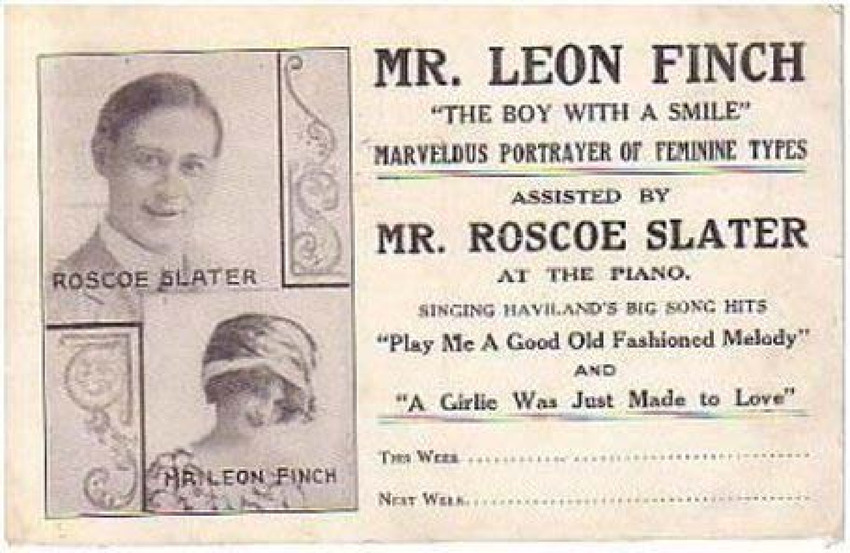 MR. LEON FINCH
"THE BOY WITH A SMILE"
MARVELDUS PORTRAYER OF FEMININE TYPES
ASSISTED BY
MR. ROSCOE SLATER
AT THE PIANO.
SINGING HAVILAND'S BIG SONG HITS
"Play Me A Good Old Fashioned Melody"
AND
"A Girlie Was Just Made to Love"
THIS WEEK
NEXT WEEK
ROSCOE SLATER
MR. LEON FINCH